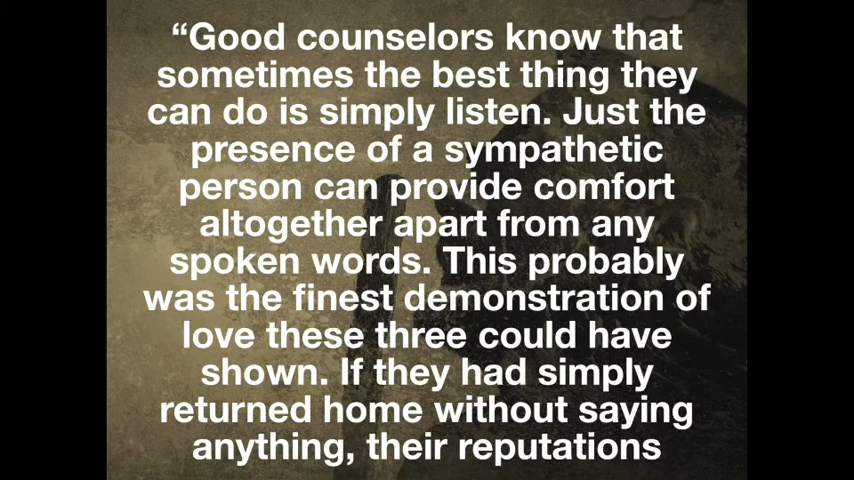 “Good counselors know that
sometimes the best thing they
can do is simply listen. Just the
presence of a sympathetic
person can provide comfort
altogether apart from any
spoken words. This probably
was the finest demonstration of
love these three could have
shown. If they had simply
returned home without saying
anything, their reputations